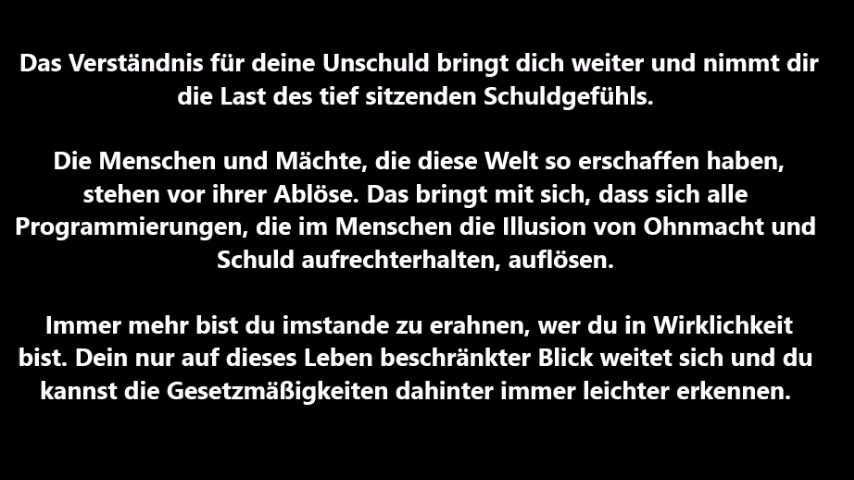 Das Verständnis für deine Unschuld bringt dich weiter und nimmt dir
die Last des tief sitzenden Schuldgefühls.
Die Menschen und Mächte, die diese Welt so erschaffen haben,
stehen vor ihrer Ablöse. Das bringt mit sich, dass sich alle
Programmierungen, die im Menschen die Illusion von Ohnmacht und
Schuld aufrechterhalten, auflösen.
Immer mehr bist du imstande zu erahnen, wer du in Wirklichkeit
bist. Dein nur auf dieses Leben beschränkter Blick weitet sich und du
kannst die Gesetzmäßigkeiten dahinter immer leichter erkennen.